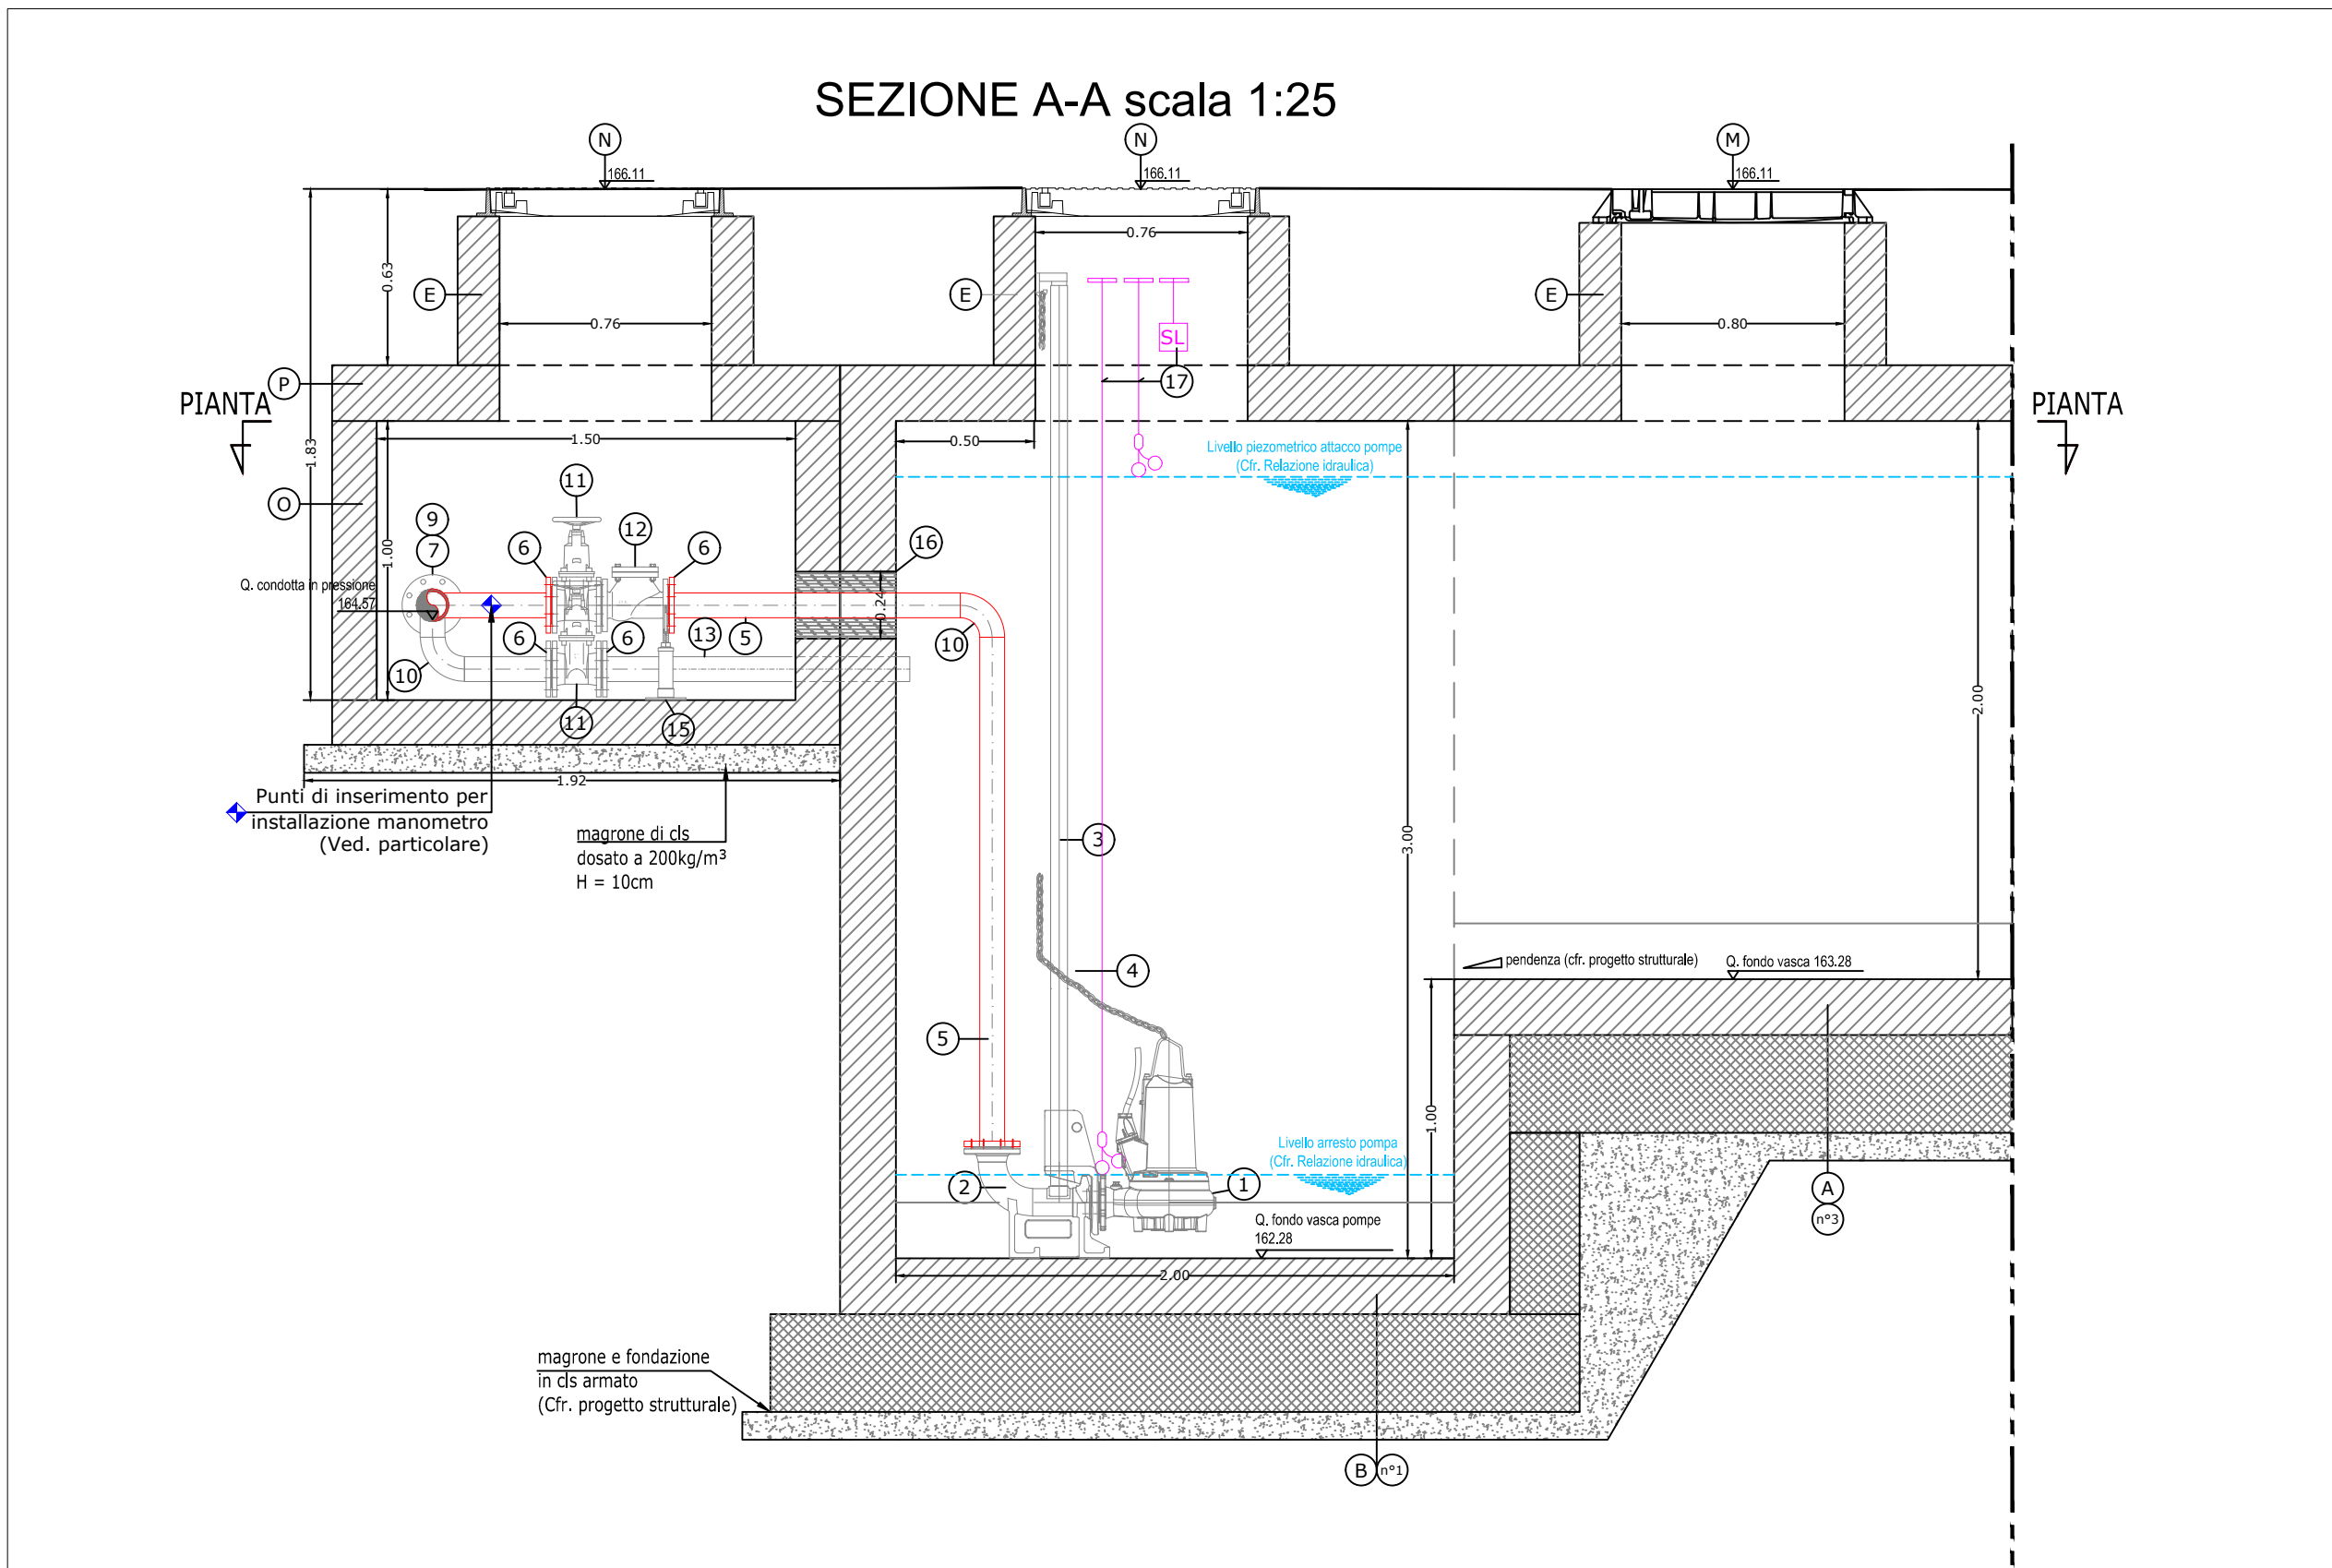 SEZIONE A-A scala 1:25
N
N
M
166.11
166.11
166.11
0.76
0.63
E
E
E
0.76
0.80
SL
P
17
PIANTA
PIANTA
1.50
0.50
1.83
Livello piezometrico attacco pompe
(Cfr. Relazione idraulica)
11
O
9
12
7
6
6
16
1.00
Q. condotta in pressione
164.57
0.24
6
6
13
5
10
10
11
15
2.00
1.92
Punti di inserimento per
installazione manometro
(Ved. particolare)
magrone di cls
dosato a 200kg/m³
H = 10cm
3
3.00
4
pendenza (cfr. progetto strutturale)
Q. fondo vasca 163.28
5
1.00
Livello arresto pompa
(Cfr. Relazione idraulica)
2
1
A
n°3
Q. fondo vasca pompe
162.28
2.00
magrone e fondazione
in cls armato
(Cfr. progetto strutturale)
B
n°1